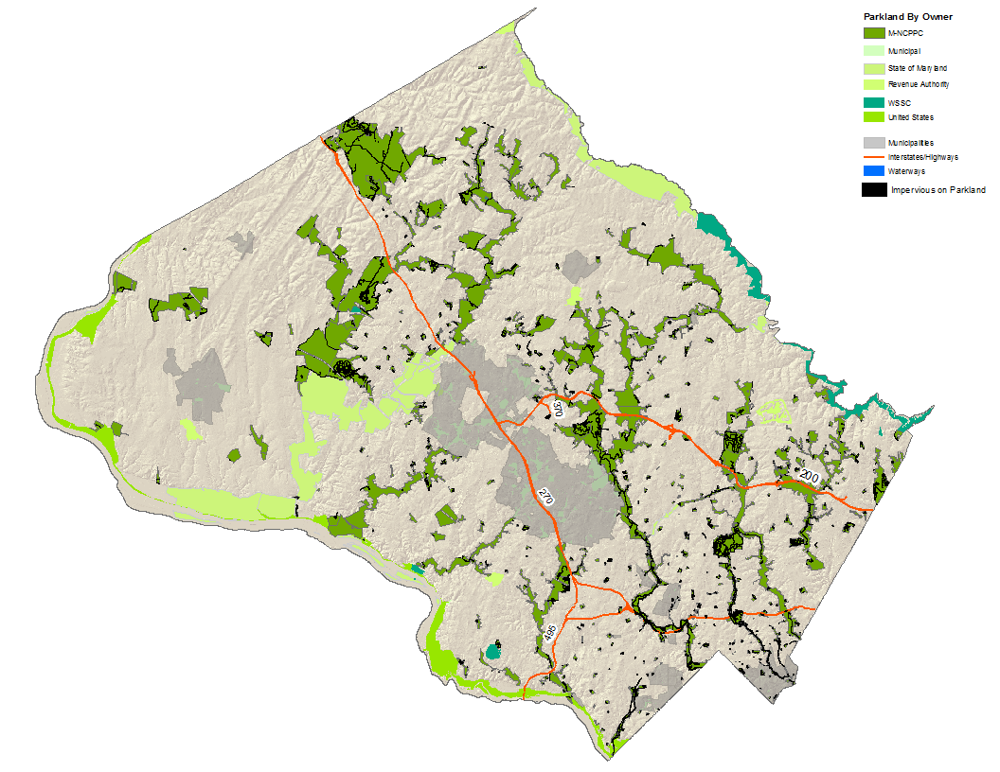 Parkland By Owner
M-NCPPC
Municipal
State of Maryland
Revenue Authority
WSSC
United States
Municipalities
Interstates/Highways
Waterways
Impervious on Parkland
370
200
270
495